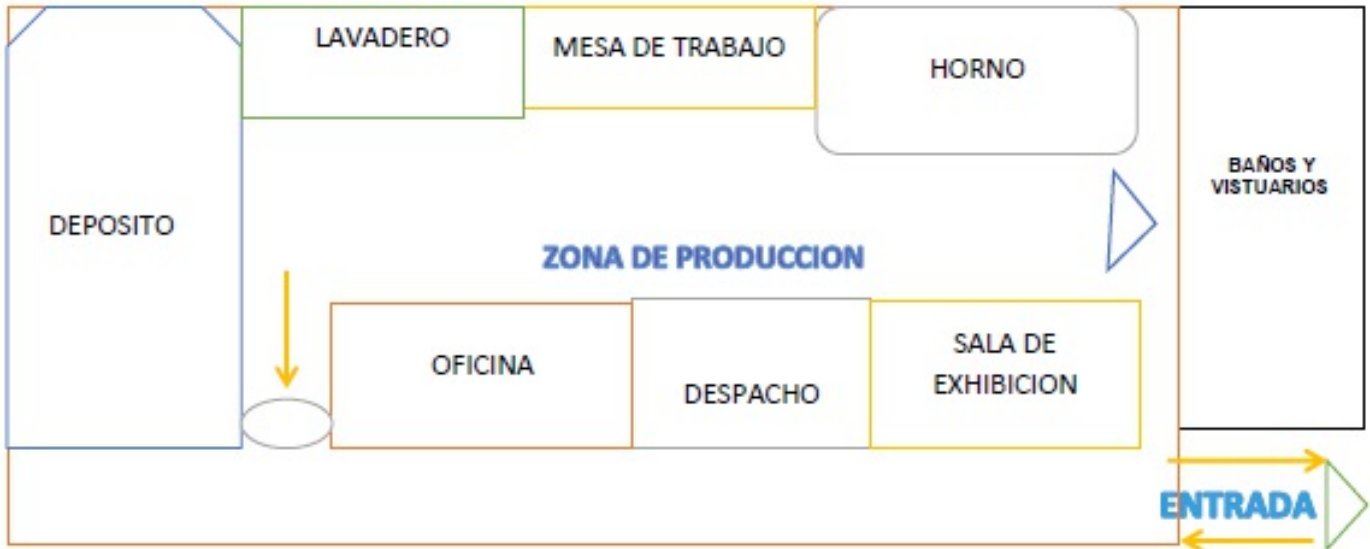 LAVADERO
MESA DE TRABAJO
HORNO
BAÑOS Y
VISTUARIOS
DEPOSITO
ZONA DE PRODUCCION
OFICINA
DESPACHO
SALA DE
EXHIBICION
ENTRADA